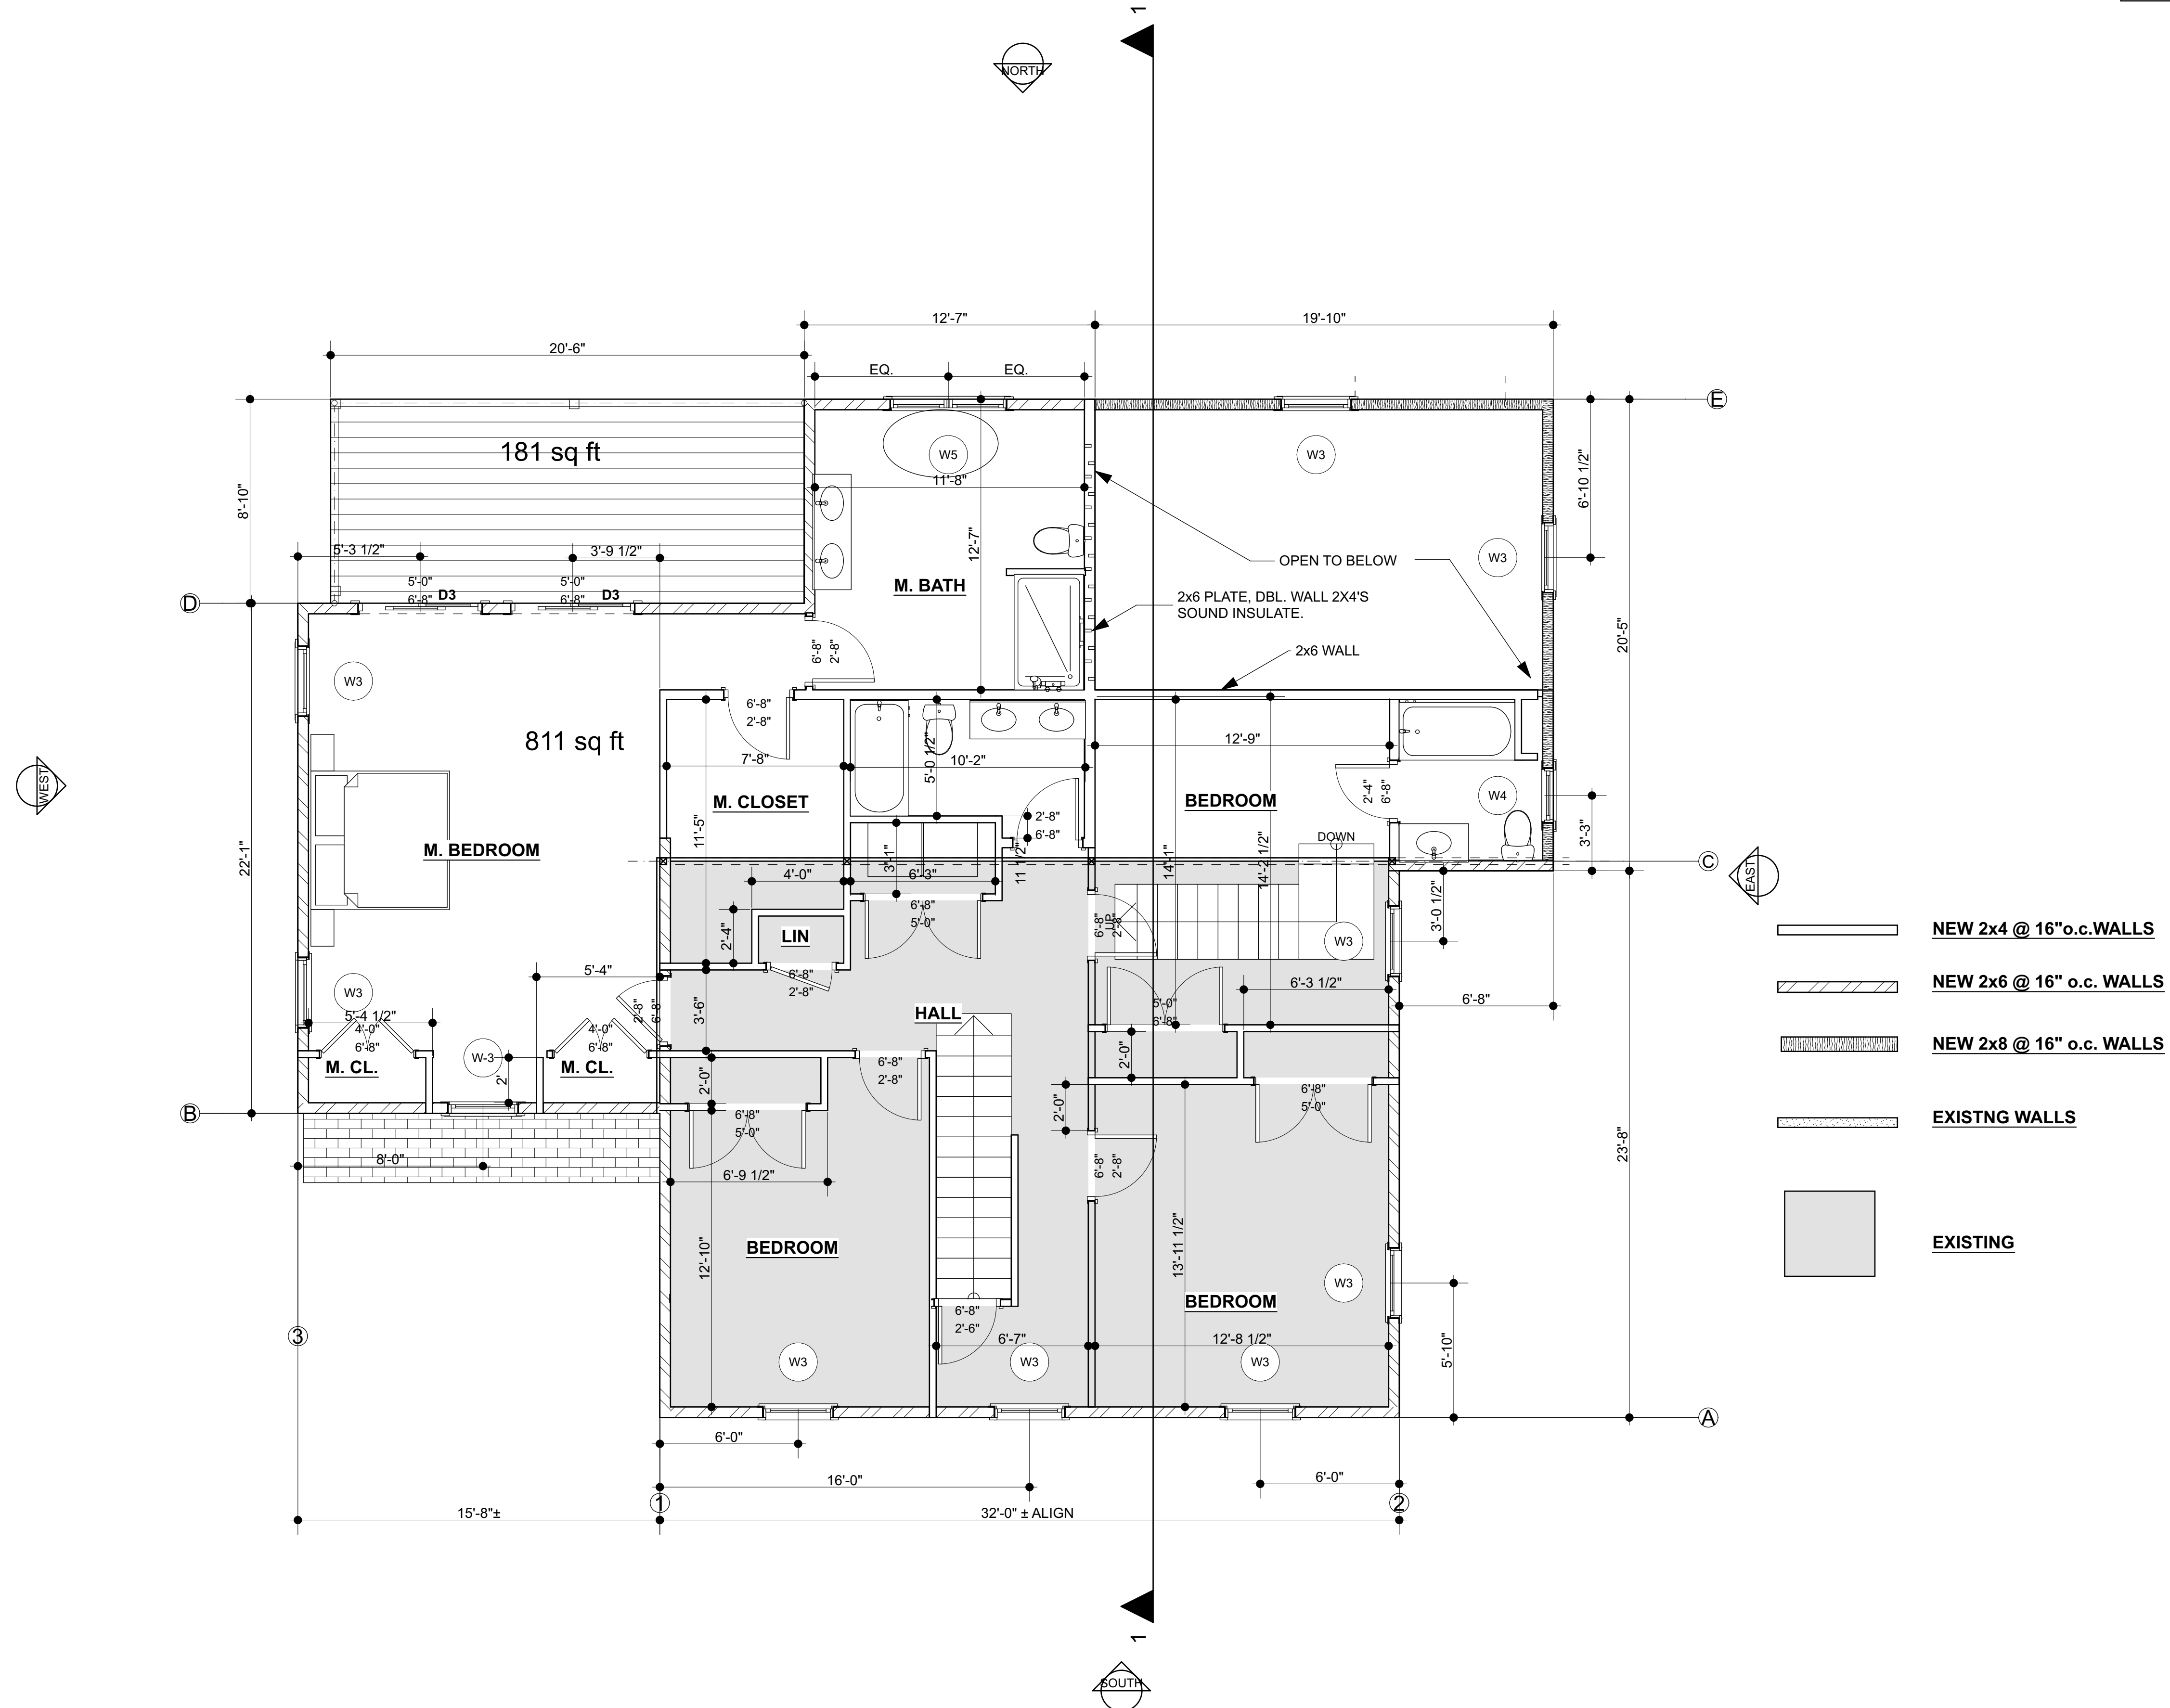 1
NORTH
12'-7"
19'-10"
20'-6"
EQ.
EQ.
E
181 sq ft
W5
W3
11'-8"
8'-10"
6'-10 1/2"
12'-7"
5'-3 1/2"
3'-9 1/2"
W3
OPEN TO BELOW
5'-0"
6'-8"
D3
5'-0"
6'-8"
D3
M. BATH
2x6 PLATE, DBL. WALL 2X4'S
SOUND INSULATE.
D
20'-5"
6'-8"
2'-8"
2x6 WALL
W3
6'-8"
2'-8"
811 sq ft
7'-8"
5'-0 1/2"
10'-2"
12'-9"
WEST
M. CLOSET
BEDROOM
2'-4"
6'-8"
W4
3'-3"
11'-5"
2'-8"
6'-8"
DOWN
M. BEDROOM
22'-1"
3'-1"
11 1/2"
14'-1"
14'-2 1/2"
C
EAST
4'-0"
6'-3"
6'-8"
5'-0"
3'-0 1/2"
2'-4"
LIN
6'-8"
2'-8"
UP
W3
NEW 2x4 @ 16"o.c.WALLS
5'-4"
6'-8"
2'-8"
6'-3 1/2"
NEW 2x6 @ 16" o.c. WALLS
W3
2'-8"
6'-8"
3'-6"
HALL
5'-0"
6'-8"
6'-8"
5'-4 1/2"
4'-0"
6'-8"
4'-0"
6'-8"
NEW 2x8 @ 16" o.c. WALLS
M. CL.
W-3
2'
M. CL.
6'-8"
2'-8"
2'-0"
2'-0"
B
2'-0"
6'-8"
5'-0"
6'-8"
5'-0"
EXISTNG WALLS
8'-0"
6'-8"
2'-8"
23'-8"
6'-9 1/2"
12'-10"
BEDROOM
13'-11 1/2"
EXISTING
W3
BEDROOM
3
6'-8"
2'-6"
6'-7"
12'-8 1/2"
5'-10"
W3
W3
W3
A
6'-0"
16'-0"
6'-0"
1
2
15'-8"±
32'-0" ± ALIGN
1
SOUTH